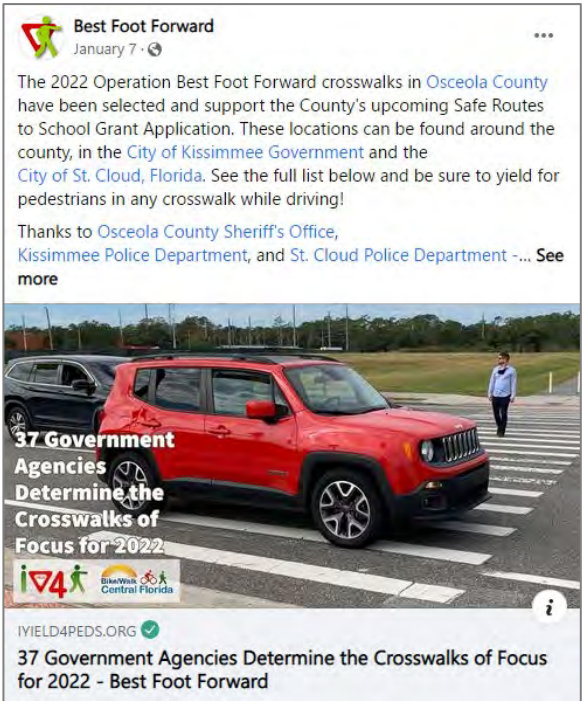 Best Foot Forward
January 7 ·
The 2022 Operation Best Foot Forward crosswalks in Osceola County
have been selected and support the County's upcoming Safe Routes
to School Grant Application. These locations can be found around the
county, in the City of Kissimmee Government and the
City of St. Cloud, Florida. See the full list below and be sure to yield for
pedestrians in any crosswalk while driving!
Thanks to Osceola County Sheriff's Office,
Kissimmee Police Department, and St. Cloud Police Department -... See
more
37 Government
Agencies
Determine the
Crosswalks of
Focus for 2022
i 4
Bike/Walk
Central Florida
i
IYIELD4PEDS.ORG
37 Government Agencies Determine the Crosswalks of Focus
for 2022 - Best Foot Forward